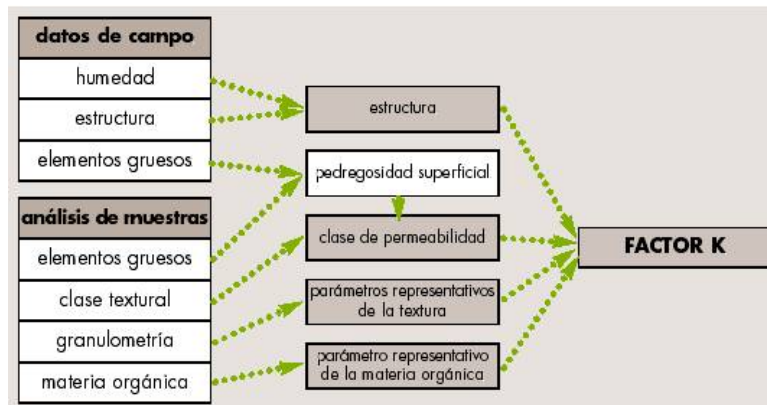 datos de campo
humedad
estructura
elementos gruesos
análisis de muestras
elementos gruesos
clase textural
granulometría
materia orgánica
estructura
pedregosidad superficial
clase de permeabilidad
parámetros representativos
de la textura
parámetro representativo
de la materia orgánica
FACTOR K